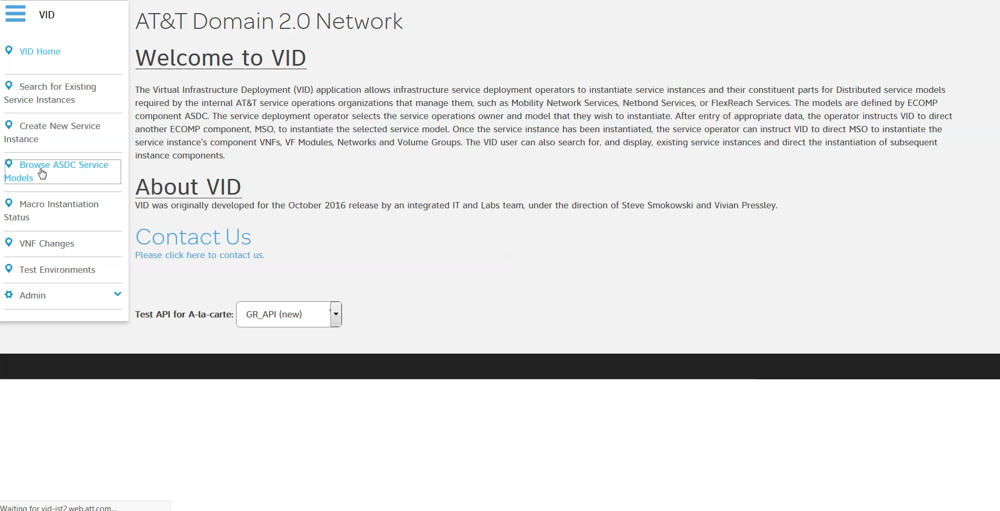 VID
VID Home
Search for Existing
Service Instances
Create New Service
Instance
Browse ASDC Service
Models
Macro Instantiation
Status
VNF Changes
Test Environments
Admin
AT&T Domain 2.0 Network
Welcome to VID
The Virtual Infrastructure Deployment (VID) application allows infrastructure service deployment operators to instantiate service instances and their constituent parts for Distributed service models
required by the internal AT&T service operations organizations that manage them, such as Mobility Network Services, Netbond Services, or FlexReach Services. The models are defined by ECOMP
component ASDC. The service deployment operator selects the service operations owner and model that they wish to instantiate. After entry of appropriate data, the operator instructs VID to direct
another ECOMP component, MSO, to instantiate the selected service model. Once the service instance has been instantiated, the service operator can instruct VID to direct MSO to instantiate the
service instance's component VNFs, VF Modules, Networks and Volume Groups. The VID user can also search for, and display, existing service instances and direct the instantiation of subsequent
instance components.
About VID
VID was originally developed for the October 2016 release by an integrated IT and Labs team, under the direction of Steve Smokowski and Vivian Pressley.
Contact Us
Please click here to contact us.
Test API for A-la-carte: GR_API (new)
Waiting for vid-ist2.web.att.com...